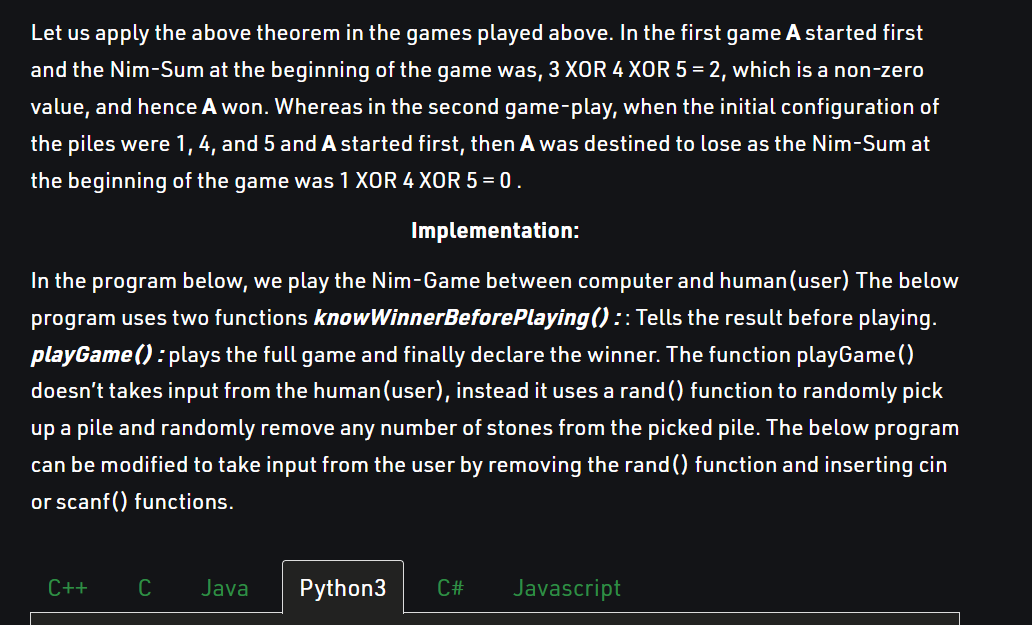 Let us apply the above theorem in the games played above. In the first game A started first
and the Nim-Sum at the beginning of the game was, 3 XOR 4 XOR 5 = 2, which is a non-zero
value, and hence A won. Whereas in the second game-play, when the initial configuration of
the piles were 1, 4, and 5 and A started first, then A was destined to lose as the Nim-Sum at
the beginning of the game was 1 XOR 4 XOR 5 = 0 .
Implementation:
In the program below, we play the Nim-Game between computer and human(user) The below
program uses two functions knowWinnerBeforePlaying() : : Tells the result before playing.
playGame() : plays the full game and finally declare the winner. The function playGame()
doesn't takes input from the human(user), instead it uses a rand() function to randomly pick
up a pile and randomly remove any number of stones from the picked pile. The below program
can be modified to take input from the user by removing the rand() function and inserting cin
or scanf() functions.
C++ C Java Python3 C# Javascript